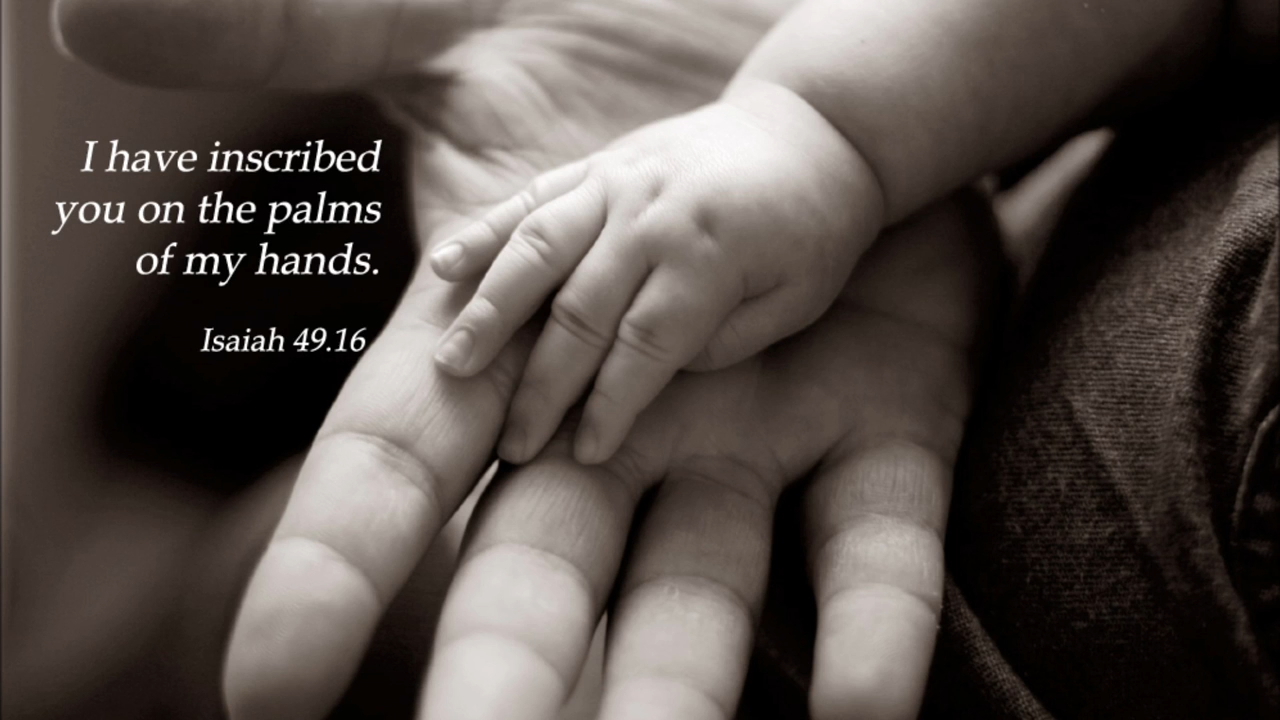 I have inscribed
you on the palms
of my hands.
Isaiah 49.16